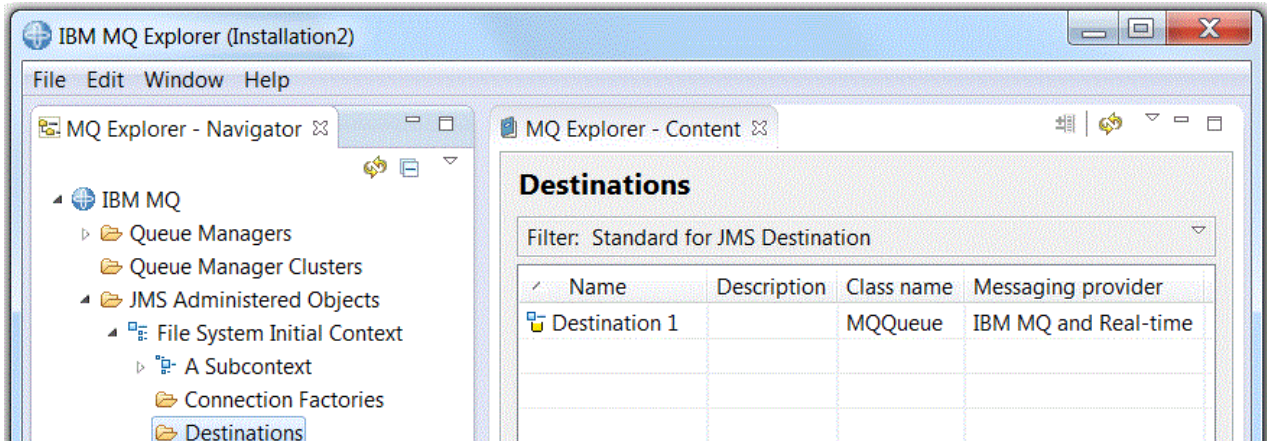 IBM MQ Explorer (Installation2)
File Edit Window Help
MQ Explorer - Navigator
IBM MQ
Queue Managers
Queue Manager Clusters
JMS Administered Objects
File System Initial Context
A Subcontext
Connection Factories
Destinations
MQ Explorer - Content
Destinations
Filter: Standard for JMS Destination
Name Description Class name Messaging provider
Destination 1 MQQueue IBM MQ and Real-time